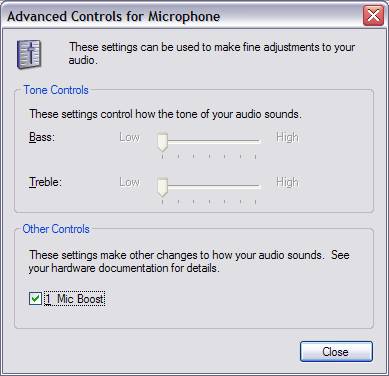 Advanced Controls for Microphone
These settings can be used to make fine adjustments to your
audio.
Tone Controls
These settings control how the tone of your audio sounds.
Bass: Low High
Treble: Low High
Other Controls
These settings make other changes to how your audio sounds. See
your hardware documentation for details.
1 Mic Boost
Close